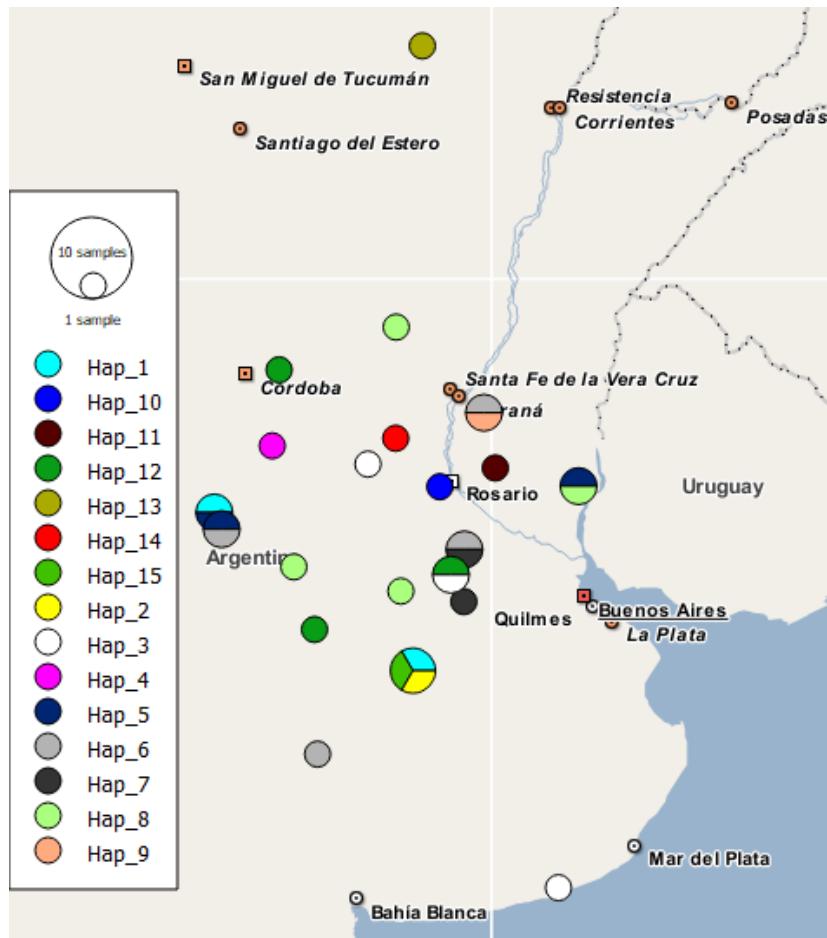 San Miguel de Tucumán
Resistencia
Corrientes
Posadas
Santiago del Estero
10 samples
1 sample
Hap_1
Hap_10
Hap_11
Hap_12
Hap_13
Hap_14
Hap_15
Hap_2
Hap_3
Hap_4
Hap_5
Hap_6
Hap_7
Hap_8
Hap_9
Córdoba
Santa Fe de la Vera Cruz
raná
Rosario
Uruguay
Argentin
Quilmes
Buenos Aires
La Plata
Mar del Plata
Bahía Blanca